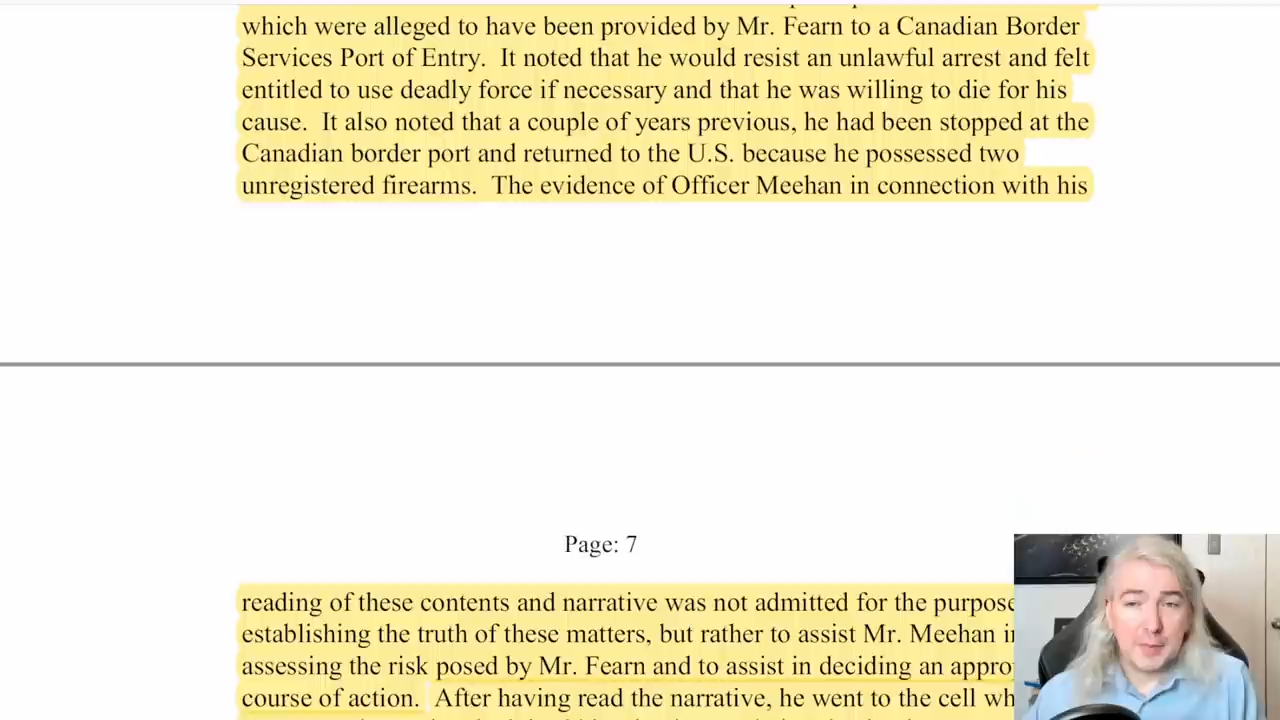 which were alleged to have been provided by Mr. Fearn to a Canadian Border
Services Port of Entry. It noted that he would resist an unlawful arrest and felt
entitled to use deadly force if necessary and that he was willing to die for his
cause. It also noted that a couple of years previous, he had been stopped at the
Canadian border port and returned to the U.S. because he possessed two
unregistered firearms. The evidence of Officer Meehan in connection with his
Page: 7
reading of these contents and narrative was not admitted for the purpose
establishing the truth of these matters, but rather to assist Mr. Meehan
assessing the risk posed by Mr. Fearn and to assist in deciding an
course of action. After having read the narrative, he went to the cell